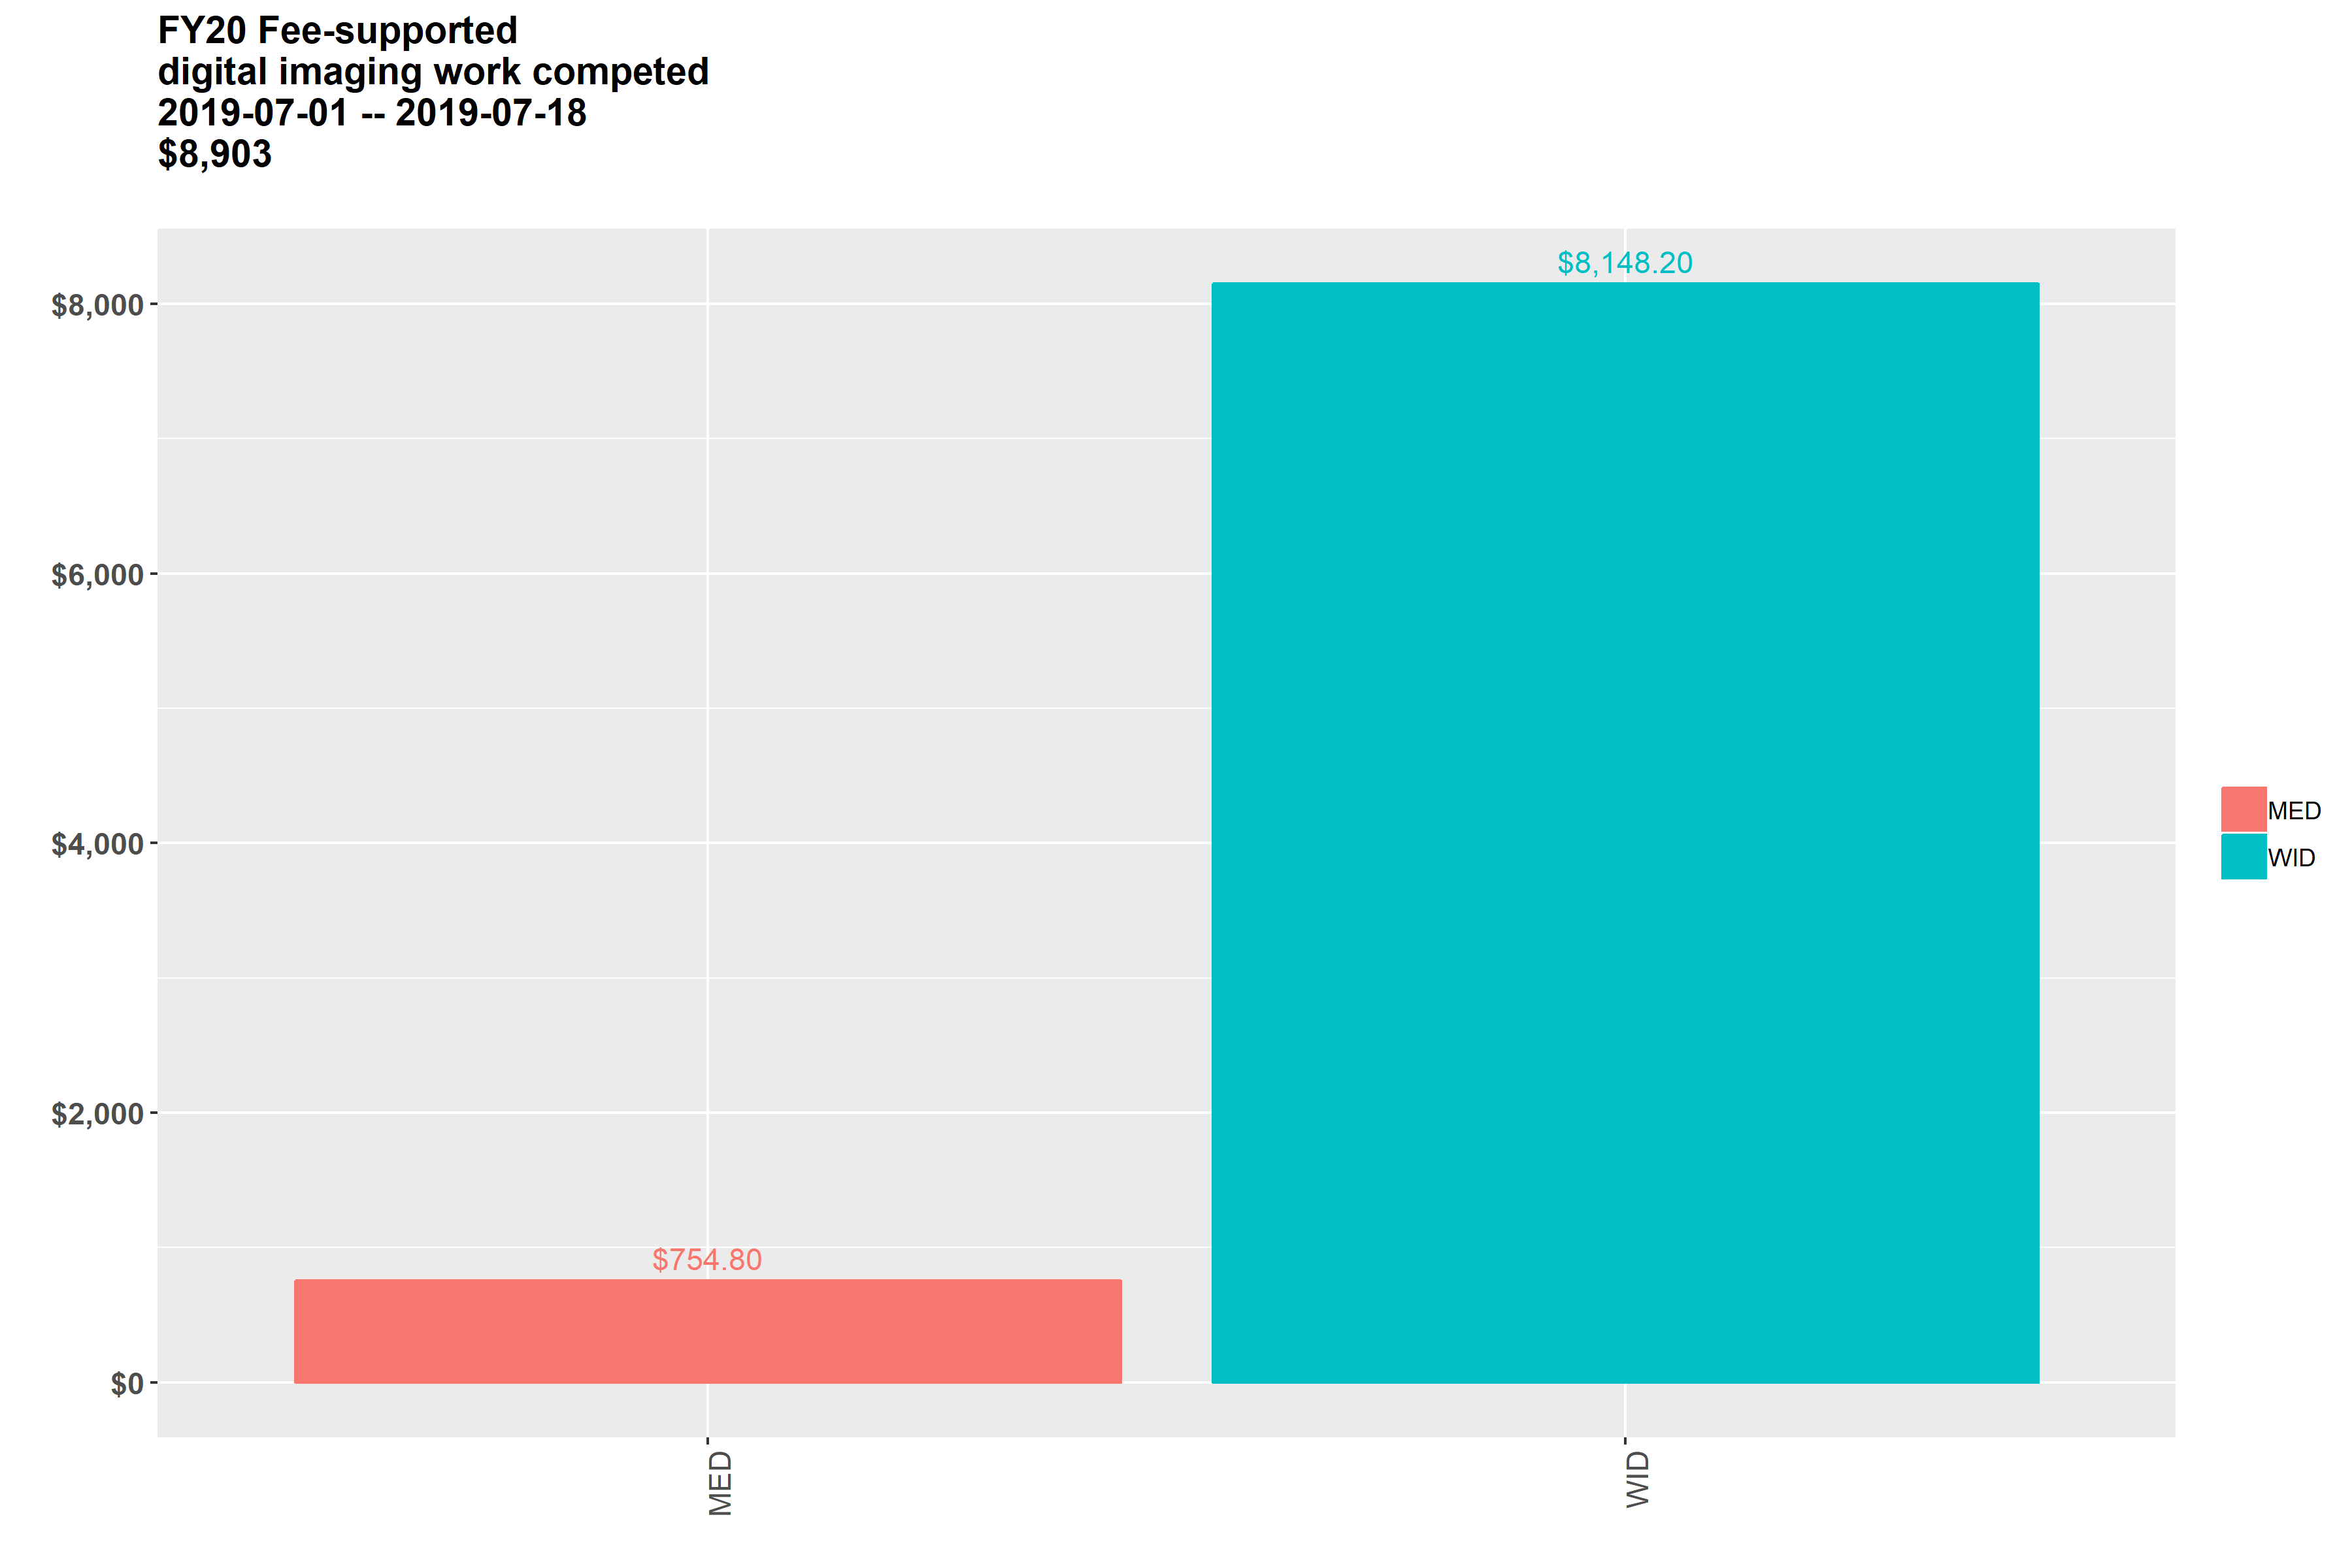 FY20 Fee-supported
digital imaging work competed
2019-07-01 -- 2019-07-18
$8,903
$8,148.20
$8,000
$6,000
$4,000
$2,000
$754.80
$0
MED
WID
MED
WID